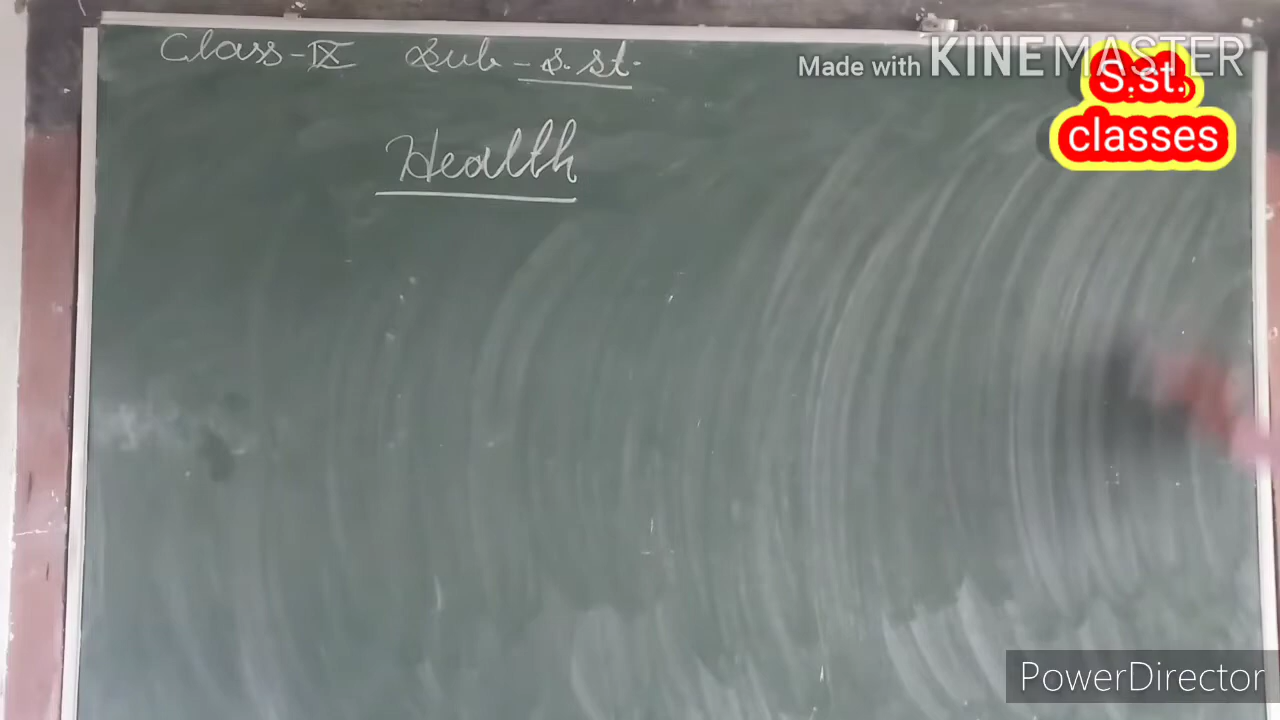 Class-IX Sub-S.st.
Made with KINEMASTER
S.st.
classes
Health
PowerDirector